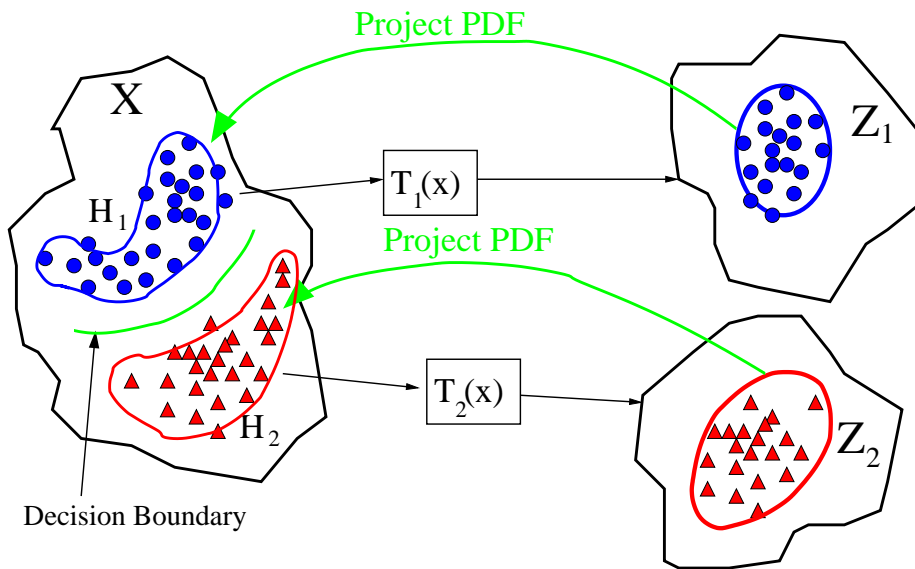 Project PDF
X
Z1
T1(x)
H1
Project PDF
T2(x)
H2
Z2
Decision Boundary